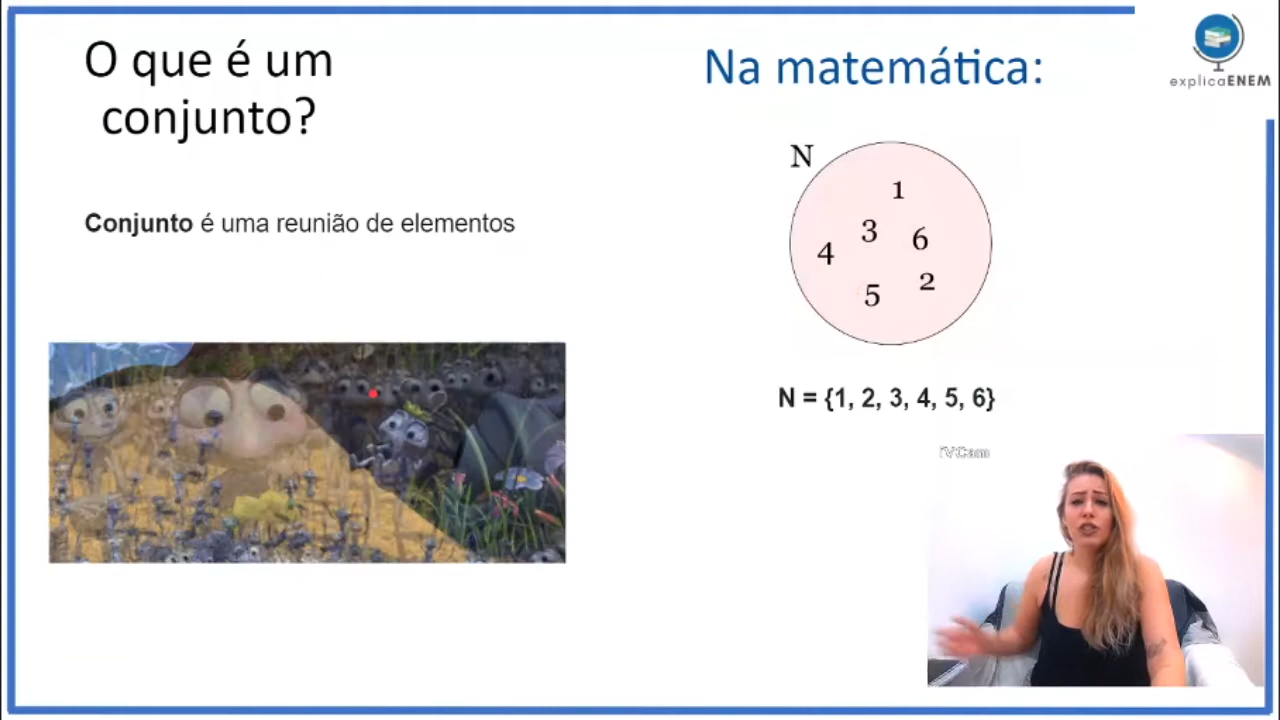 O que é um
conjunto?
Conjunto é uma reunião de elementos
Na matemática:
explicaENEM
N
1
3
6
4
2
5
N = {1, 2, 3, 4, 5, 6}
iVCam